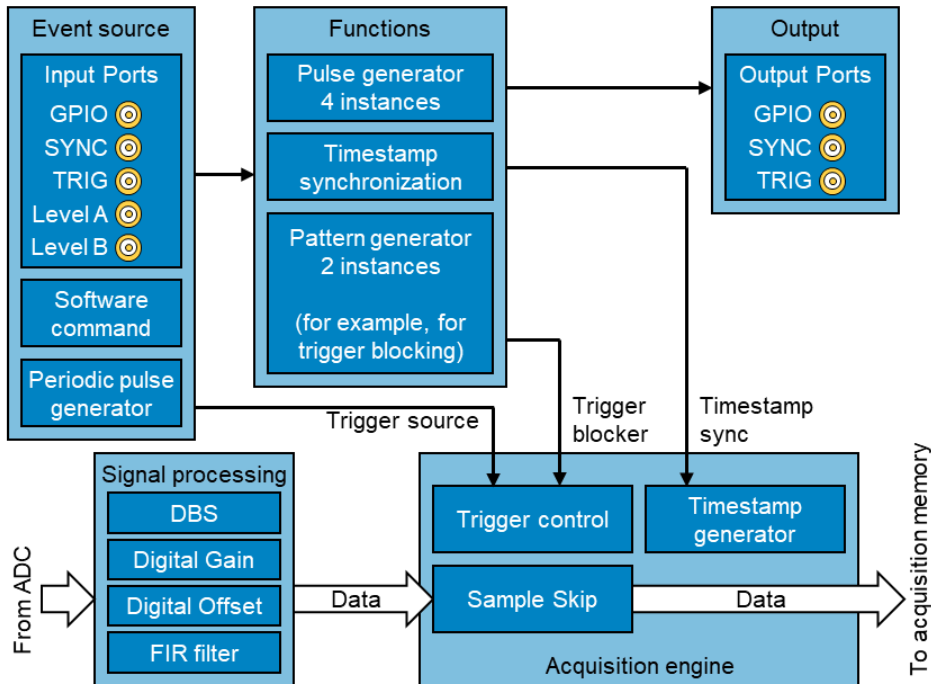 Event source
Input Ports
GPIO
SYNC
TRIG
Level A
Level B
Software
command
Periodic pulse
generator
Functions
Pulse generator
4 instances
Timestamp
synchronization
Pattern generator
2 instances
(for example, for
trigger blocking)
Output
Output Ports
GPIO
SYNC
TRIG
Trigger source
Trigger
blocker
Timestamp
sync
From ADC
Signal processing
DBS
Digital Gain
Digital Offset
FIR filter
Data
Trigger control
Timestamp
generator
Sample Skip
Data
Acquisition engine
To acquisition memory